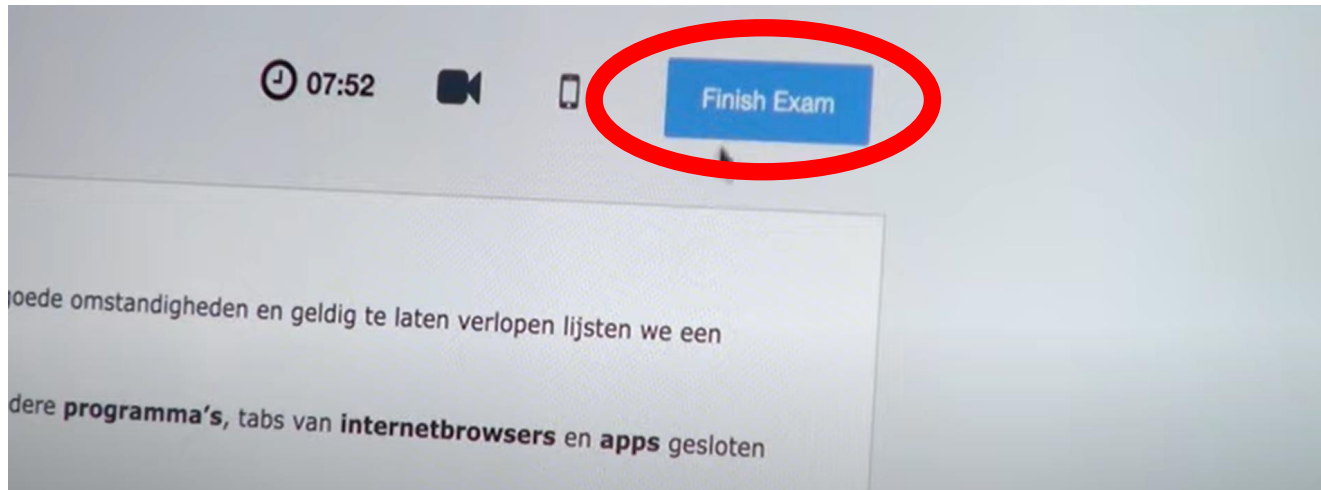 07:52
Finish Exam
oede omstandigheden en geldig te laten verlopen lijsten we een
dere programma's, tabs van internetbrowsers en apps gesloten